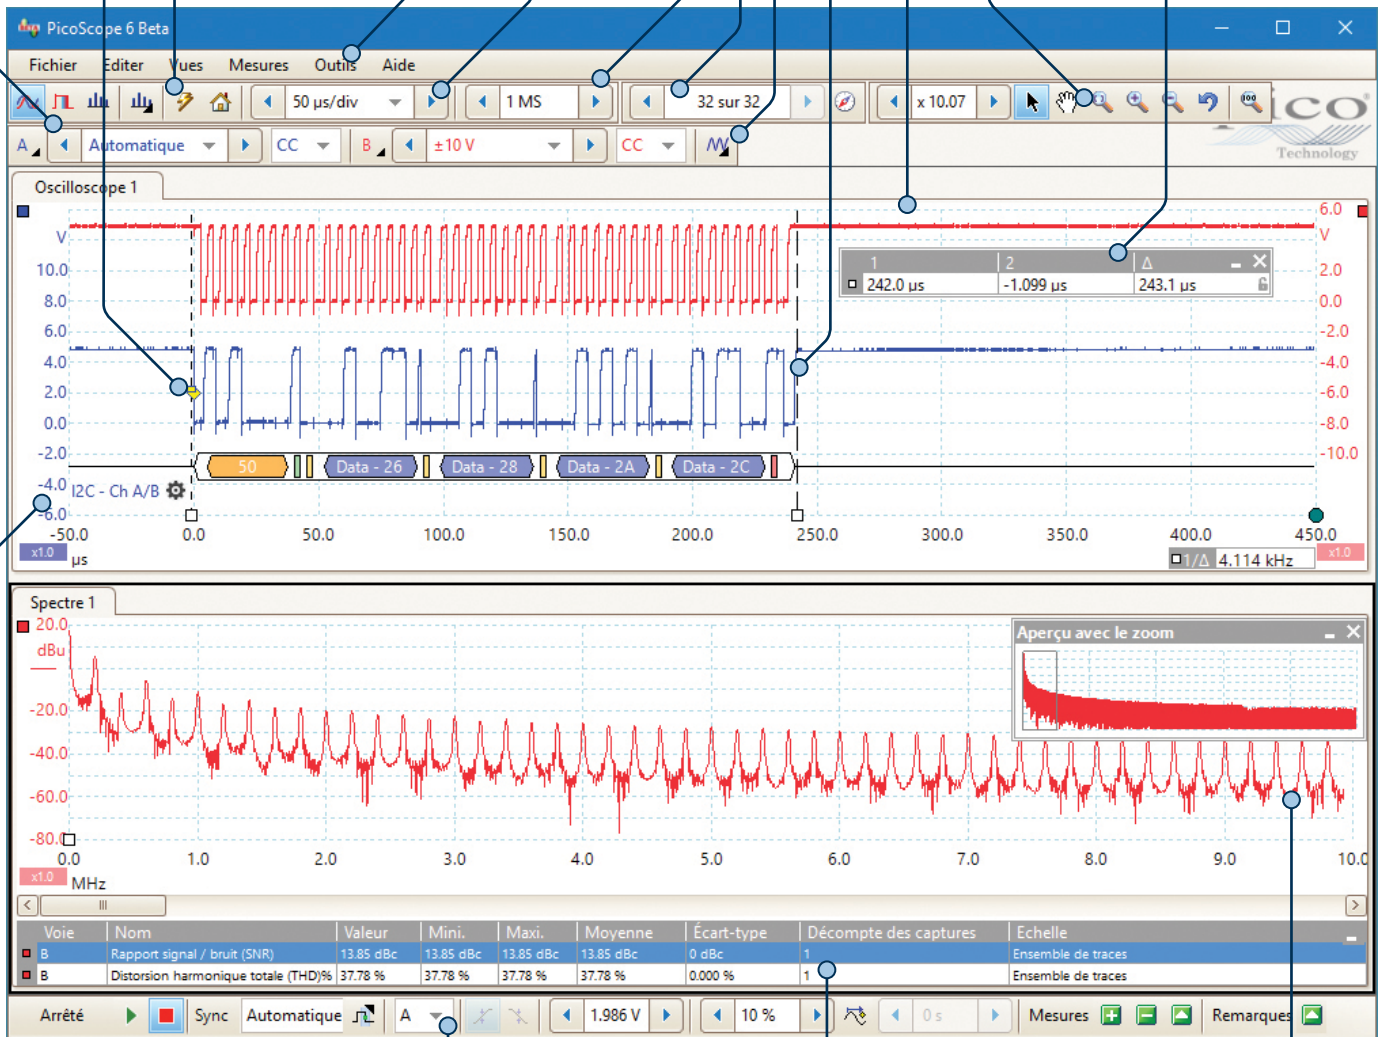 PicoScope 6 Beta
Fichier Editer Vues Mesures Outils Aide
50 µs/div 1 MS 32 sur 32 x 10.07
A Automatique CC B ±10 V CC
pico
Technology
Oscilloscope 1
V 6.0
V
10.0 2.0
8.0 0.0
6.0 -2.0
4.0 -4.0
2.0 -6.0
0.0 -8.0
-2.0 -10.0
-4.0
-6.0
1 2 Δ
242.0 µs -1.099 µs 243.1 µs
50 Data - 26 Data - 28 Data - 2A Data - 2C
I2C - Ch A/B
-50.0 0.0 50.0 100.0 150.0 200.0 250.0 300.0 350.0 400.0 450.0
x1.0 µs 1/Δ 4.114 kHz x1.0
Spectre 1
20.0
dBu
-20.0
-40.0
-60.0
-80.0
Aperçu avec le zoom
0.0 1.0 2.0 3.0 4.0 5.0 6.0 7.0 8.0 9.0 10.0
x1.0 MHz
Voie Nom Valeur Mini. Maxi. Moyenne Écart-type Décompte des captures Echelle
B Rapport signal / bruit (SNR) 13.85 dBc 13.85 dBc 13.85 dBc 13.85 dBc 0 dBc 1 Ensemble de traces
B Distorsion harmonique totale (THD)% 37.78 % 37.78 % 37.78 % 37.78 % 0.000 % 1 Ensemble de traces
Arrêté Sync Automatique A 1.986 V 10 % 0 s Mesures Remarques